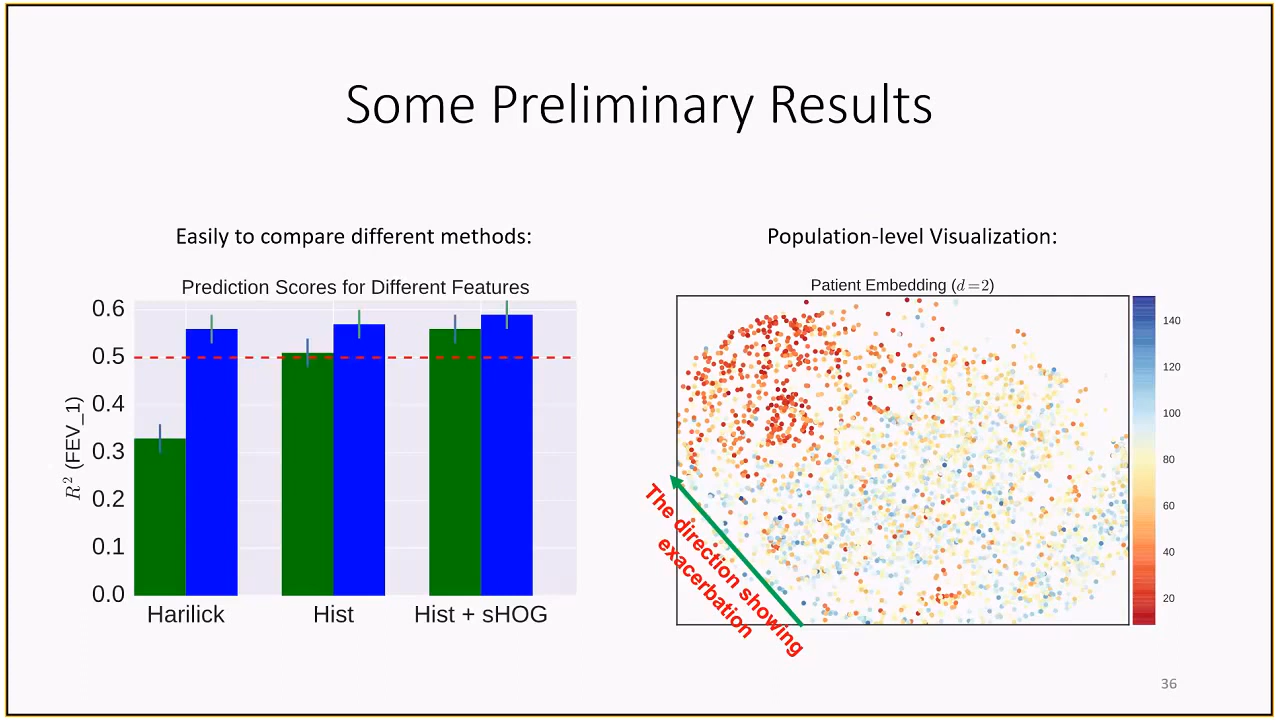 Some Preliminary Results
Easily to compare different methods:
Prediction Scores for Different Features
0.6
0.5
0.4
0.3
0.2
0.1
0.0
R² (FEV_1)
Harilick
Hist
Hist + sHOG
Population-level Visualization:
Patient Embedding (d=2)
140
120
100
80
60
40
20
The direction showing
exacerbation
36